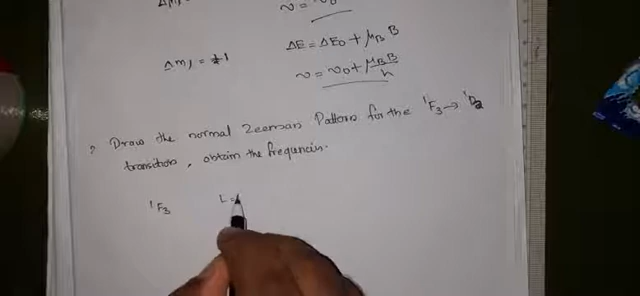 ν =
Δmj = +1
ΔE = ΔE0 + μB B
ν = ν0 + μB B/h
? Draw the normal Zeeman Pattern for the ¹F3 → ¹D2
transition, obtain the frequencies.
¹F3 L =